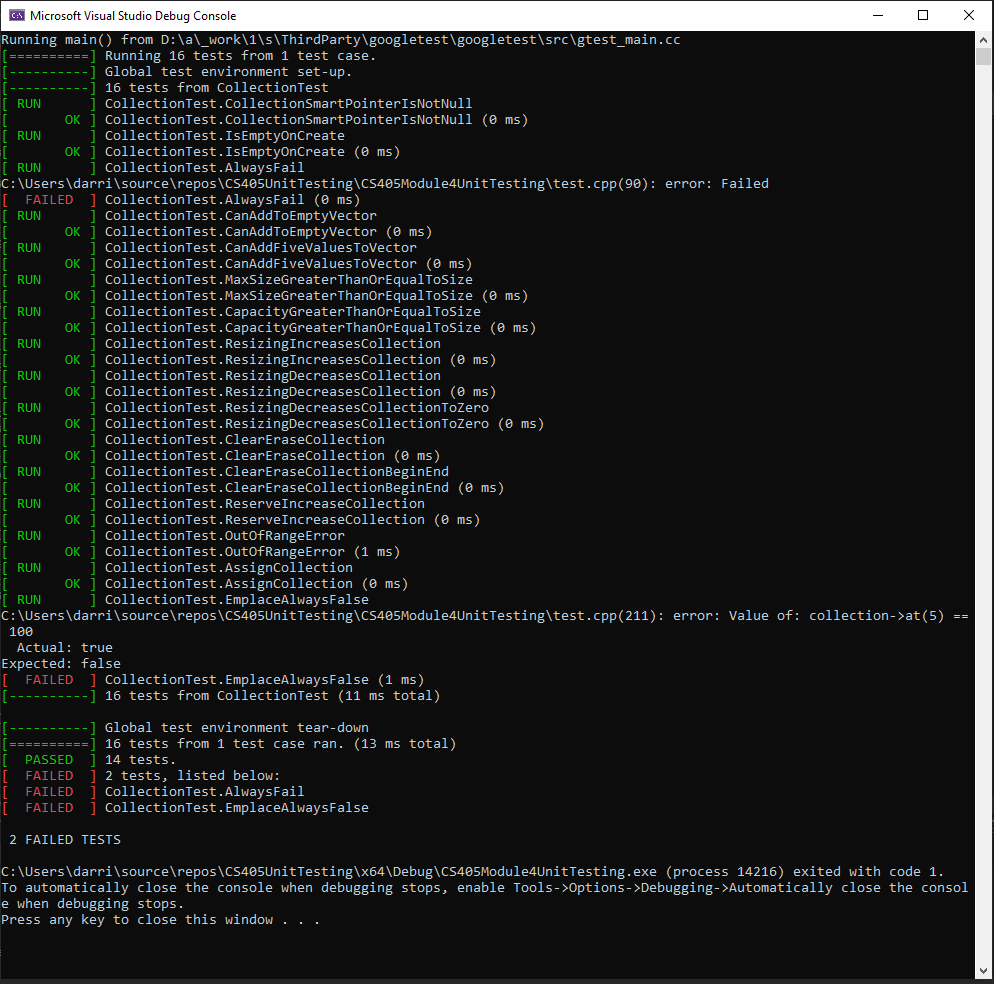 Microsoft Visual Studio Debug Console
Running main() from D:\a\_work\1\s\ThirdParty\googletest\googletest\src\gtest_main.cc
[==========] Running 16 tests from 1 test case.
[----------] Global test environment set-up.
[----------] 16 tests from CollectionTest
[ RUN      ] CollectionTest.CollectionSmartPointerIsNotNull
[       OK ] CollectionTest.CollectionSmartPointerIsNotNull (0 ms)
[ RUN      ] CollectionTest.IsEmptyOnCreate
[       OK ] CollectionTest.IsEmptyOnCreate (0 ms)
[ RUN      ] CollectionTest.AlwaysFail
C:\Users\darri\source\repos\CS405UnitTesting\CS405Module4UnitTesting\test.cpp(90): error: Failed
[  FAILED  ] CollectionTest.AlwaysFail (0 ms)
[ RUN      ] CollectionTest.CanAddToEmptyVector
[       OK ] CollectionTest.CanAddToEmptyVector (0 ms)
[ RUN      ] CollectionTest.CanAddFiveValuesToVector
[       OK ] CollectionTest.CanAddFiveValuesToVector (0 ms)
[ RUN      ] CollectionTest.MaxSizeGreaterThanOrEqualToSize
[       OK ] CollectionTest.MaxSizeGreaterThanOrEqualToSize (0 ms)
[ RUN      ] CollectionTest.CapacityGreaterThanOrEqualToSize
[       OK ] CollectionTest.CapacityGreaterThanOrEqualToSize (0 ms)
[ RUN      ] CollectionTest.ResizingIncreasesCollection
[       OK ] CollectionTest.ResizingIncreasesCollection (0 ms)
[ RUN      ] CollectionTest.ResizingDecreasesCollection
[       OK ] CollectionTest.ResizingDecreasesCollection (0 ms)
[ RUN      ] CollectionTest.ResizingDecreasesCollectionToZero
[       OK ] CollectionTest.ResizingDecreasesCollectionToZero (0 ms)
[ RUN      ] CollectionTest.ClearEraseCollection
[       OK ] CollectionTest.ClearEraseCollection (0 ms)
[ RUN      ] CollectionTest.ClearEraseCollectionBeginEnd
[       OK ] CollectionTest.ClearEraseCollectionBeginEnd (0 ms)
[ RUN      ] CollectionTest.ReserveIncreaseCollection
[       OK ] CollectionTest.ReserveIncreaseCollection (0 ms)
[ RUN      ] CollectionTest.OutOfRangeError
[       OK ] CollectionTest.OutOfRangeError (1 ms)
[ RUN      ] CollectionTest.AssignCollection
[       OK ] CollectionTest.AssignCollection (0 ms)
[ RUN      ] CollectionTest.EmplaceAlwaysFalse
C:\Users\darri\source\repos\CS405UnitTesting\CS405Module4UnitTesting\test.cpp(211): error: Value of: collection->at(5) ==
 100
  Actual: true
Expected: false
[  FAILED  ] CollectionTest.EmplaceAlwaysFalse (1 ms)
[----------] 16 tests from CollectionTest (11 ms total)
[----------] Global test environment tear-down
[==========] 16 tests from 1 test case ran. (13 ms total)
[  PASSED  ] 14 tests.
[  FAILED  ] 2 tests, listed below:
[  FAILED  ] CollectionTest.AlwaysFail
[  FAILED  ] CollectionTest.EmplaceAlwaysFalse
 2 FAILED TESTS
C:\Users\darri\source\repos\CS405UnitTesting\x64\Debug\CS405Module4UnitTesting.exe (process 14216) exited with code 1.
To automatically close the console when debugging stops, enable Tools->Options->Debugging->Automatically close the consol
e when debugging stops.
Press any key to close this window . . .